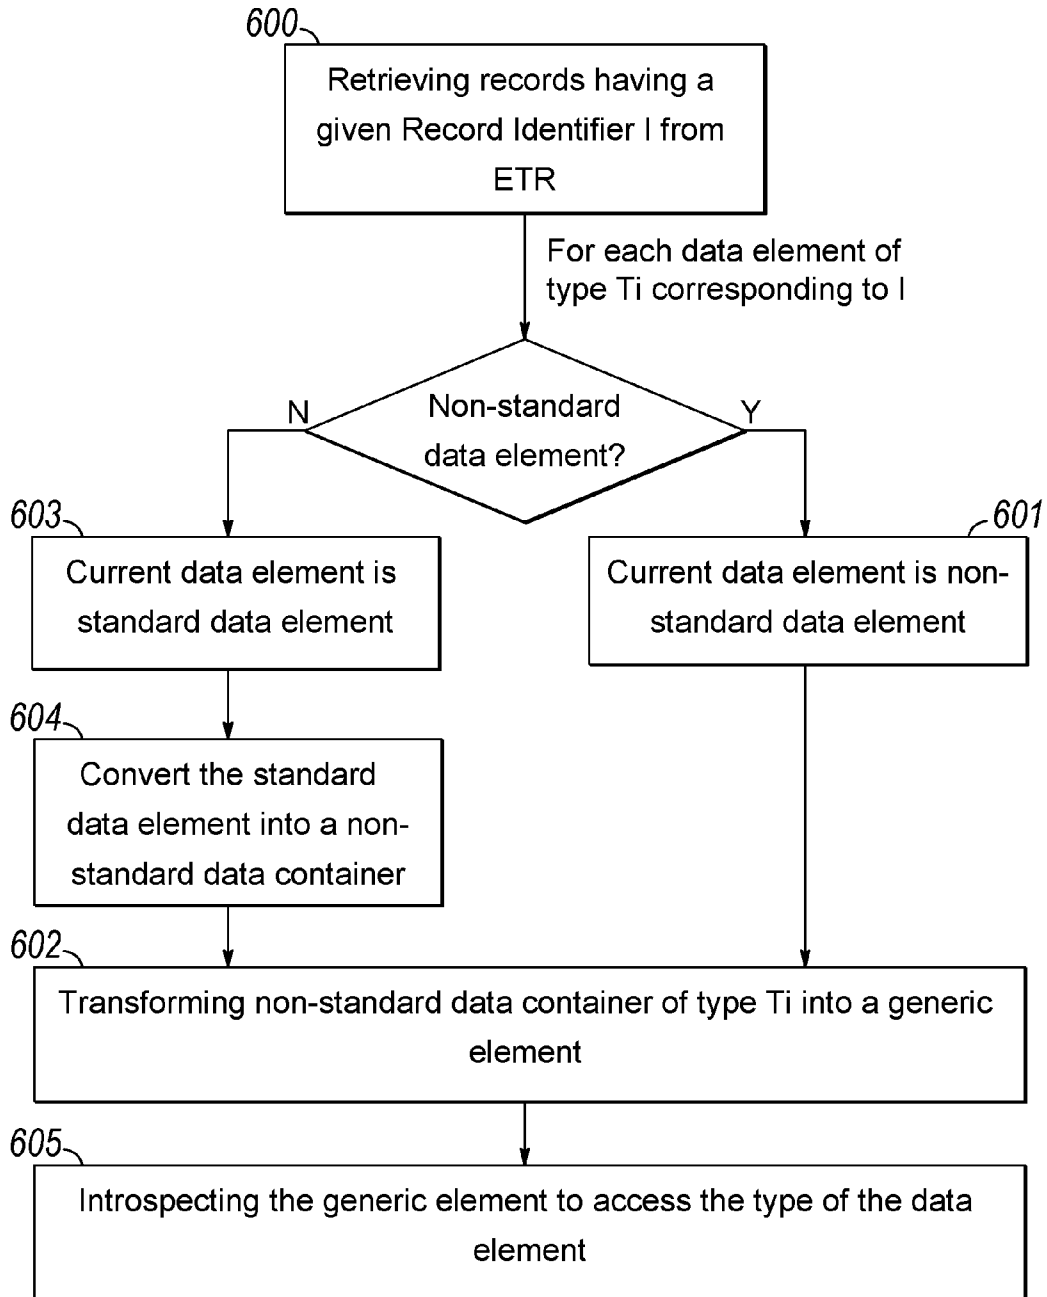 600
Retrieving records having a
given Record Identifier I from
ETR
For each data element of
type Ti corresponding to I
Non-standard
data element?
N
Y
603
Current data element is
standard data element
601
Current data element is non-
standard data element
604
Convert the standard
data element into a non-
standard data container
602
Transforming non-standard data container of type Ti into a generic
element
605
Introspecting the generic element to access the type of the data
element